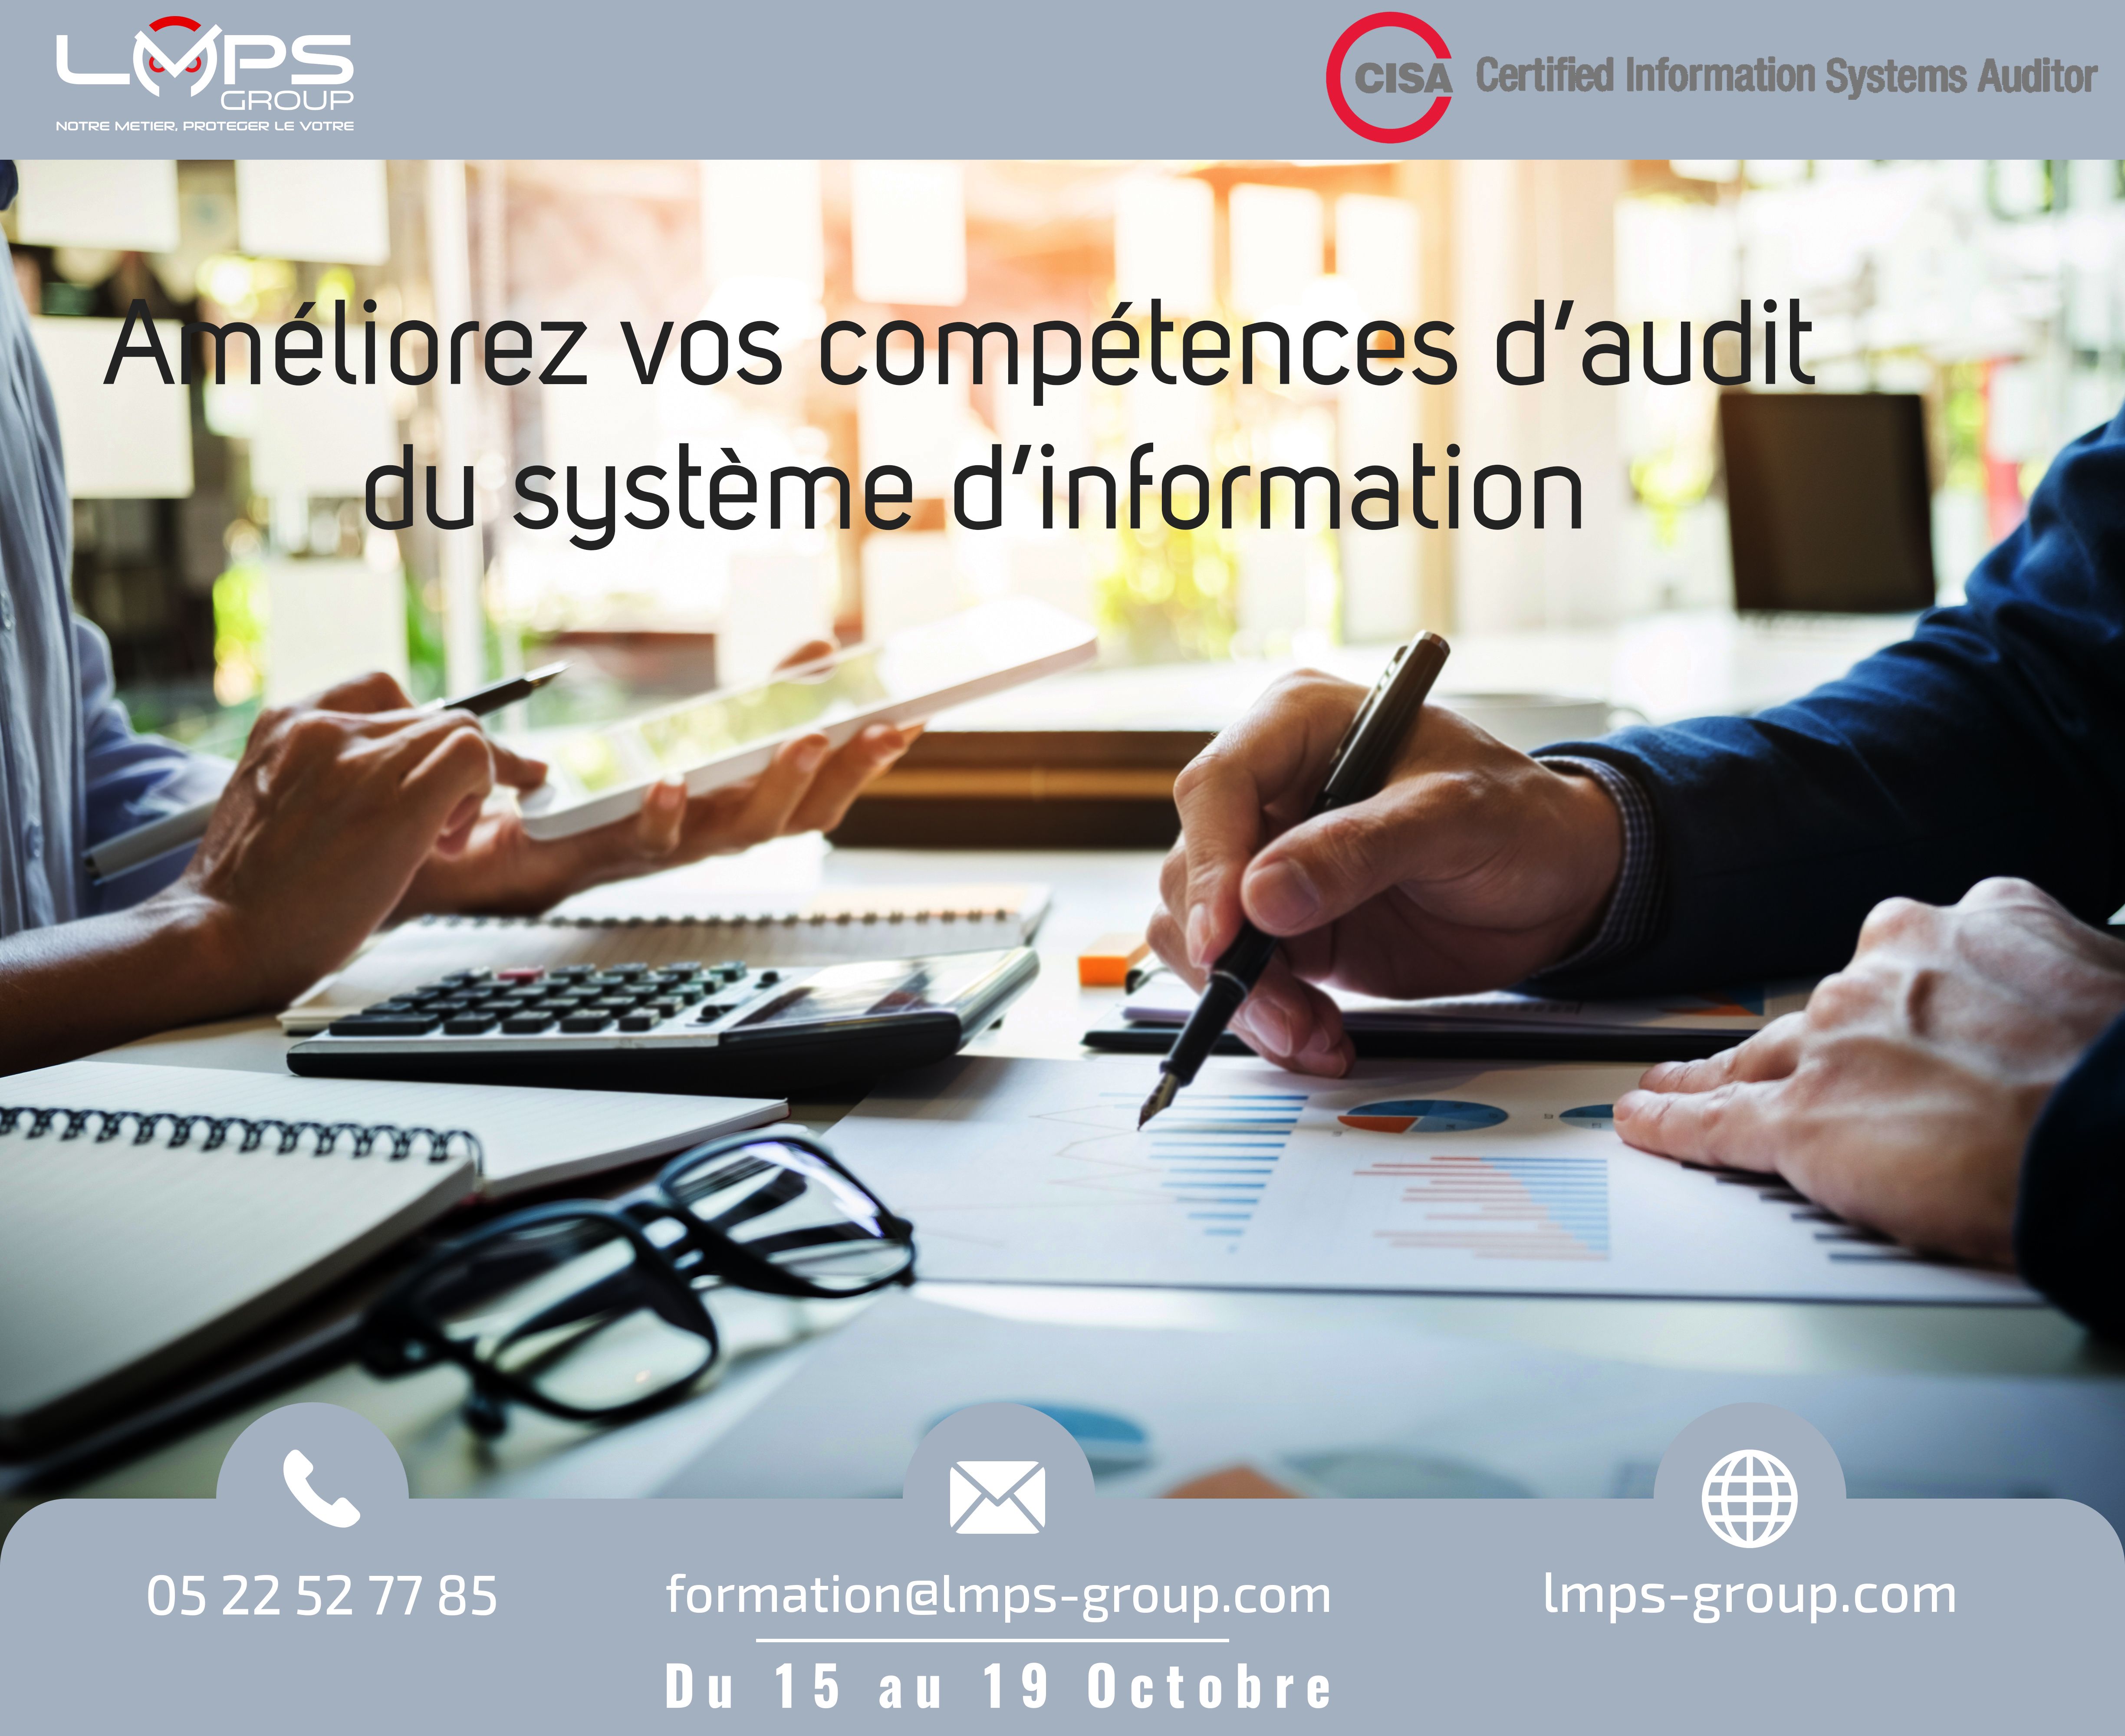 LMPS
GROUP
NOTRE METIER, PROTEGER LE VOTRE
CISA Certified Information Systems Auditor
Améliorez vos compétences d’audit
du système d’information
05 22 52 77 85
formation@lmps-group.com
lmps-group.com
Du 15 au 19 Octobre